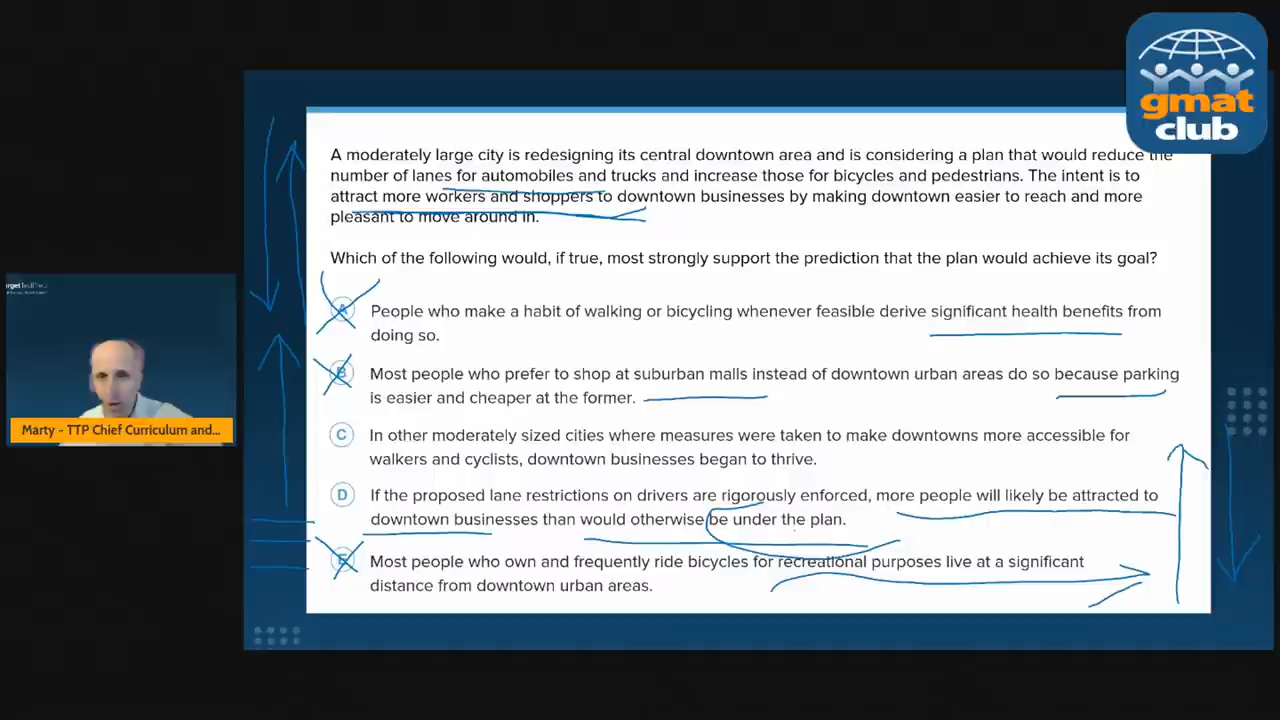 gmat
club
A moderately large city is redesigning its central downtown area and is considering a plan that would reduce the
number of lanes for automobiles and trucks and increase those for bicycles and pedestrians. The intent is to
attract more workers and shoppers to downtown businesses by making downtown easier to reach and more
pleasant to move around in.
Which of the following would, if true, most strongly support the prediction that the plan would achieve its goal?
A People who make a habit of walking or bicycling whenever feasible derive significant health benefits from
doing so.
B Most people who prefer to shop at suburban malls instead of downtown urban areas do so because parking
is easier and cheaper at the former.
C In other moderately sized cities where measures were taken to make downtowns more accessible for
walkers and cyclists, downtown businesses began to thrive.
D If the proposed lane restrictions on drivers are rigorously enforced, more people will likely be attracted to
downtown businesses than would otherwise be under the plan.
E Most people who own and frequently ride bicycles for recreational purposes live at a significant
distance from downtown urban areas.
Marty - TTP Chief Curriculum and...